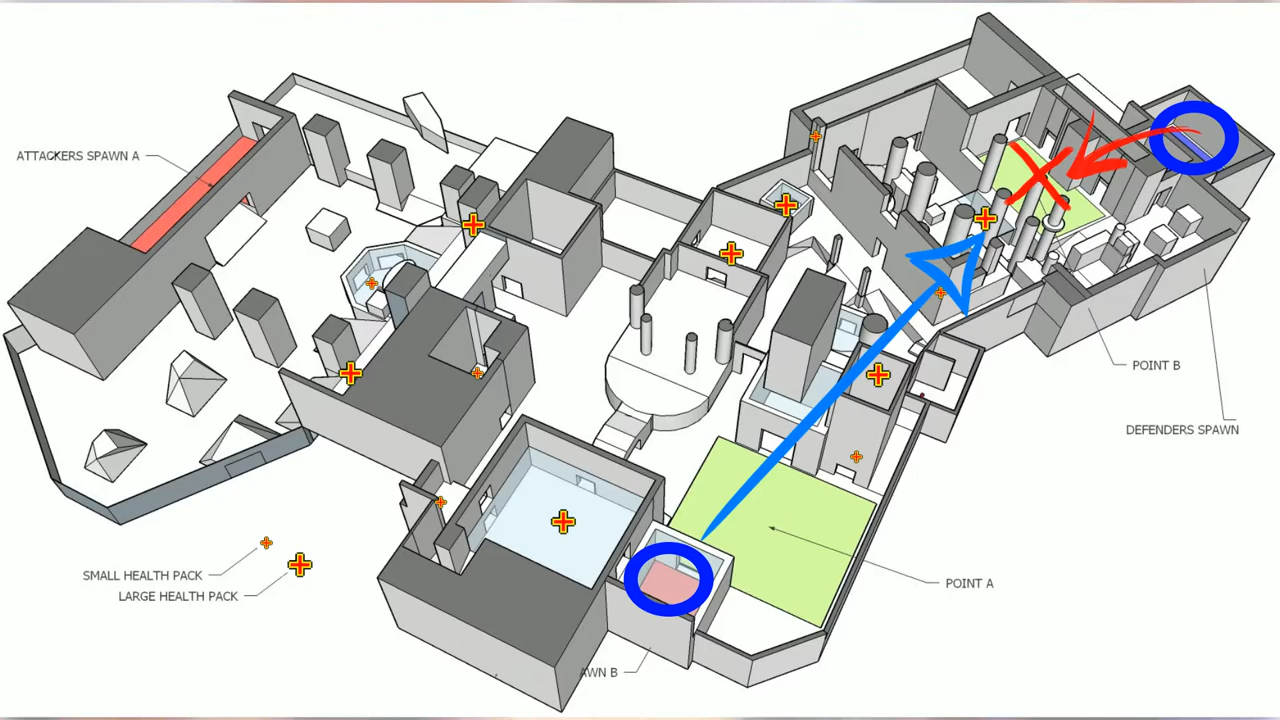 ATTACKERS SPAWN A
POINT B
DEFENDERS SPAWN
SMALL HEALTH PACK
LARGE HEALTH PACK
POINT A
AWN B